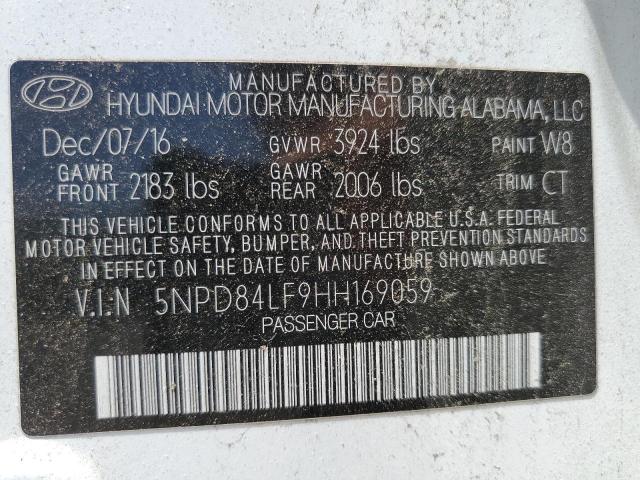 MANUFACTURED BY
HYUNDAI MOTOR MANUFACTURING ALABAMA, LLC
Dec/07/16 GVWR 3924 lbs PAINT W8
GAWR FRONT 2183 lbs GAWR REAR 2006 lbs TRIM CT
THIS VEHICLE CONFORMS TO ALL APPLICABLE U.S.A. FEDERAL
MOTOR VEHICLE SAFETY, BUMPER, AND THEFT PREVENTION STANDARDS
IN EFFECT ON THE DATE OF MANUFACTURE SHOWN ABOVE
V.I.N 5NPD84LF9HH169059
PASSENGER CAR